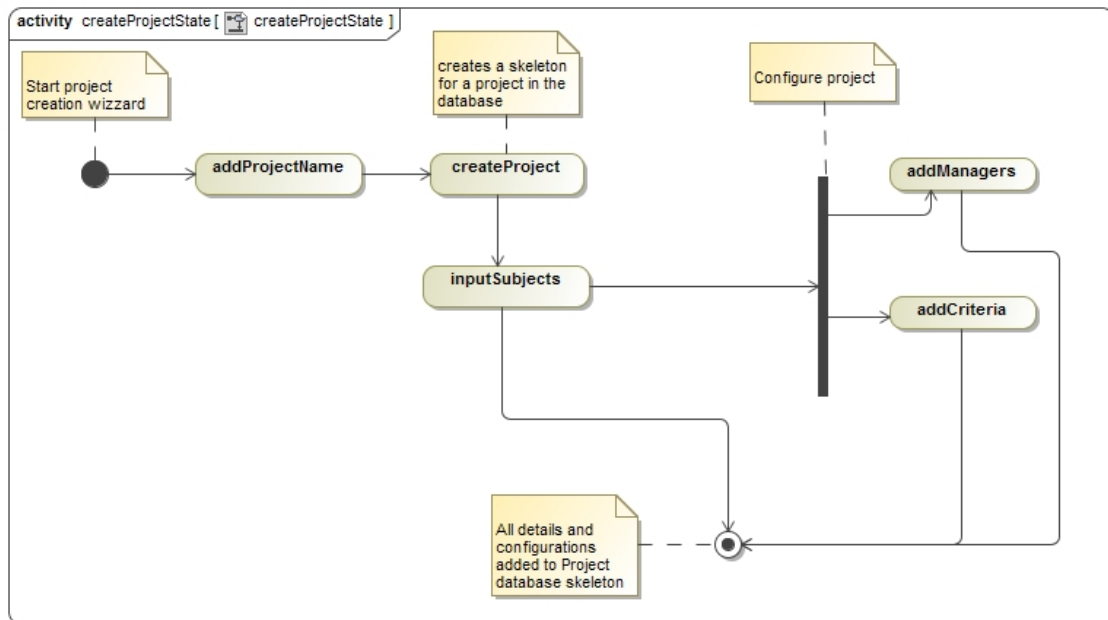 activity createProjectState [ createProjectState ]
Start project
creation wizzard
creates a skeleton
for a project in the
database
Configure project
addProjectName
createProject
addManagers
inputSubjects
addCriteria
All details and
configurations
added to Project
database skeleton